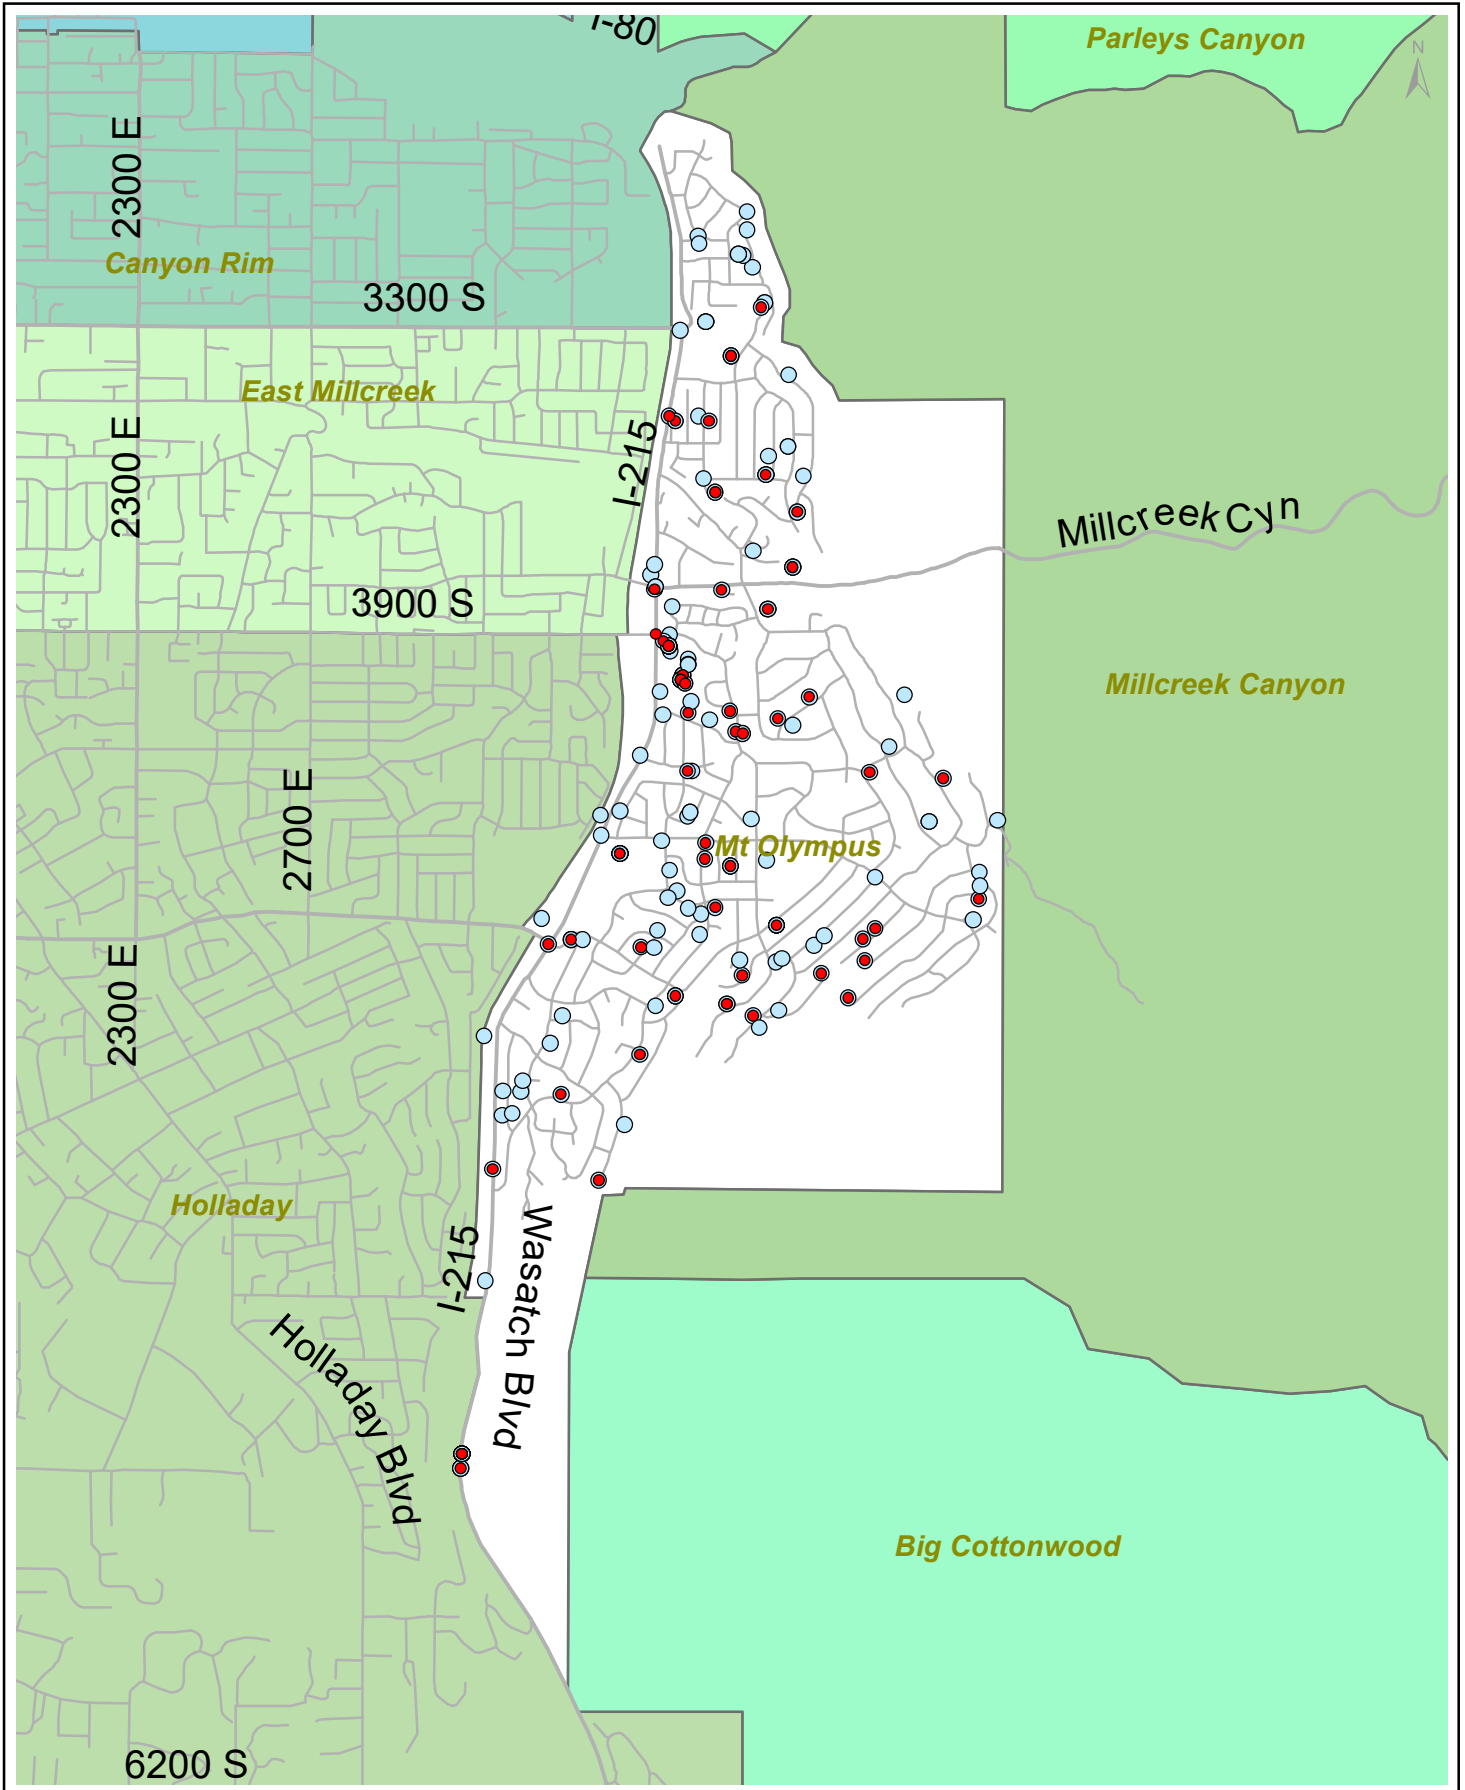 I-80
Parleys Canyon
N
2300 E
Canyon Rim
3300 S
East Millcreek
2300 E
I-215
Millcreek Cyn
3900 S
Millcreek Canyon
2700 E
Mt Olympus
2300 E
Holladay
I-215
Wasatch Blvd
Holladay Blvd
Big Cottonwood
6200 S